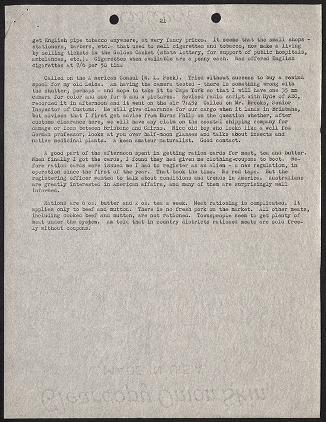 21
get English pipe tobacco anywhere, at very fancy prices. It seems that the small shops -
stationers, barbers, etc.- that used to sell cigarettes and tobacco, now make a living
by selling tickets in the Golden Casket (state lottery, for support of public hospitals,
ambulances, etc.). Cigarettes when available are a penny each. Was offered English
cigarettes at 7/6 per 50 tin.
Called on the American Consul (W. L. Peck). Tried without success to buy a rewind
spool for my old Leica. Am having the camera tested - there is something wrong with
the shutter, perhaps - and hope to take it to Cape York so that I will have one 35 mm
camera for color and one for b and w pictures. Revised radio script with Hyde of ABC,
recorded it in afternoon and it went on the air 7:45. Called on Mr. Brooks, Senior
Inspector of Customs. He will give clearance for our cargo when it lands in Brisbane,
but advises that I first get advice from Burns Philp on the question whether, after
customs clearance here, we will have any claim on the coastal shipping company for
damage or loss between Brisbane and Cairns. Nice old boy who looks like a well fed
German professor, looks at you over half-moon glasses and talks about insects and
native medicinal plants. A keen amateur naturalist. Good contact.
A good part of the afternoon spent in getting ration cards for meat, tea and butter.
When finally I got the cards, I found they had given me clothing-coupons to boot. Be-
fore ration cards were issued me I had to register as an alien - a new regulation, in
operation since the first of the year. That took the time. No red tape. But the
registering officer wanted to talk about conditions and trends in America. Australians
are greatly interested in American affairs, and many of them are surprisingly well
informed.
Rations are 6 oz. butter and 2 oz. tea a week. Meat rationing is complicated. It
applies only to beef and mutton. There is no fresh pork on the market. All other meats,
including cooked beef and mutton, are not rationed. Townspeople seem to get plenty of
meat under the system. Am told that in country districts rationed meats are sold free-
ly without coupons.